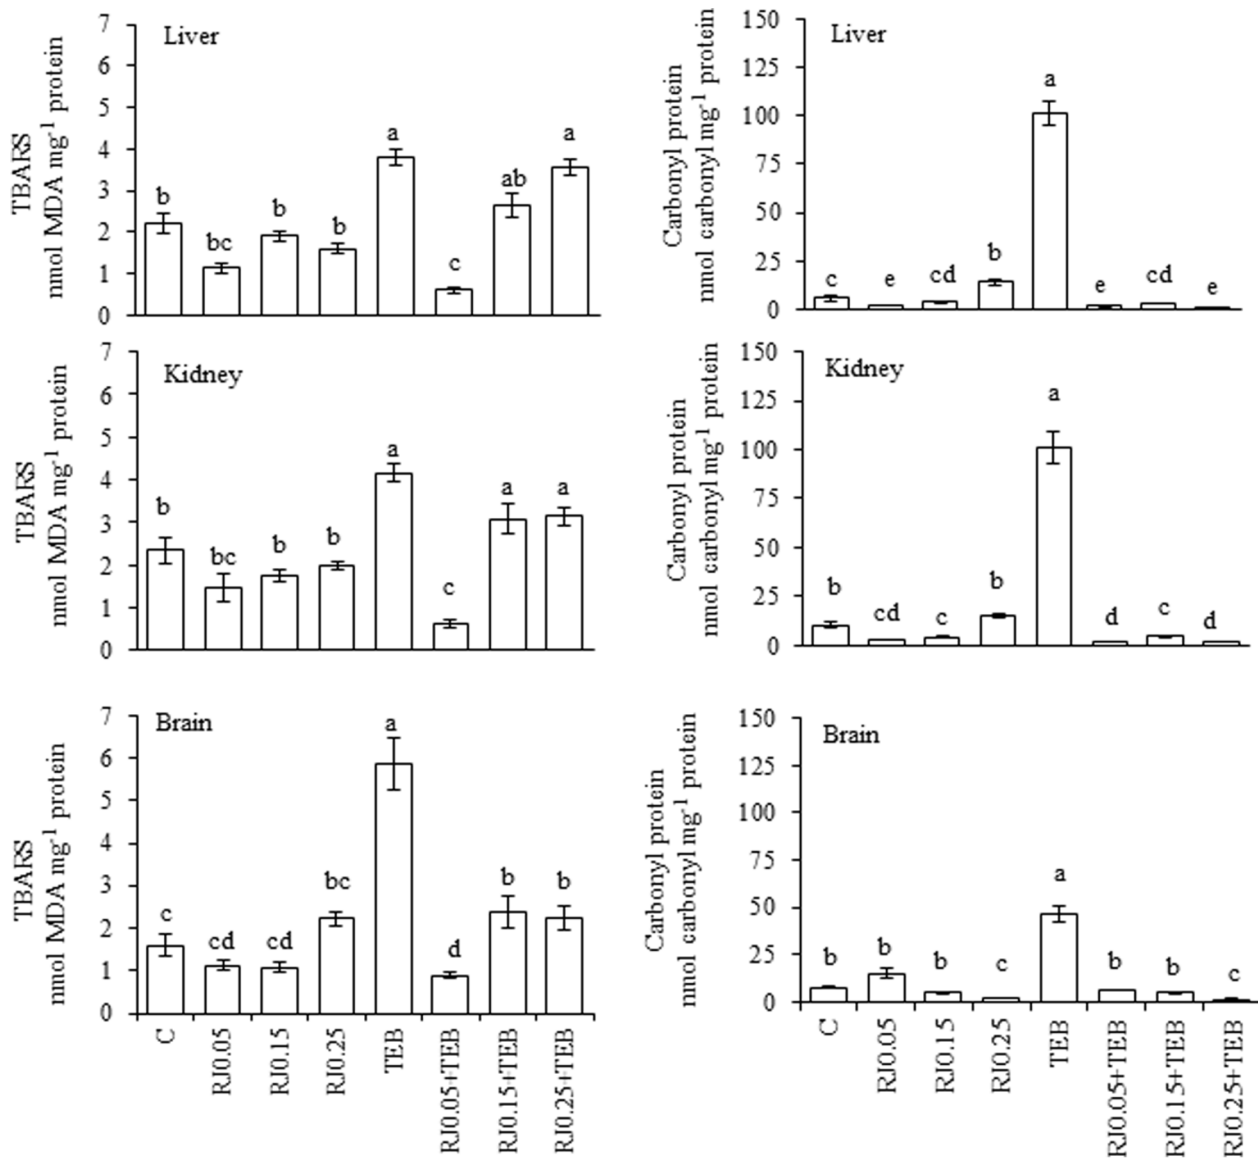 TBARS
nmol MDA mg-1 protein
7
6
5
4
3
2
1
0
Liver
b
bc
b
b
a
c
ab
a
Carbonyl protein
nmol carbonyl mg-1 protein
150
125
100
75
50
25
0
Liver
c
e
cd
b
a
e
cd
e
TBARS
nmol MDA mg-1 protein
7
6
5
4
3
2
1
0
Kidney
b
bc
b
b
a
c
a
a
Carbonyl protein
nmol carbonyl mg-1 protein
150
125
100
75
50
25
0
Kidney
b
cd
c
b
a
d
c
d
TBARS
nmol MDA mg-1 protein
7
6
5
4
3
2
1
0
Brain
c
cd
cd
bc
a
d
b
b
C
RJ0.05
RJ0.15
RJ0.25
TEB
RJ0.05+TEB
RJ0.15+TEB
RJ0.25+TEB
Carbonyl protein
nmol carbonyl mg-1 protein
150
125
100
75
50
25
0
Brain
b
b
b
c
a
b
b
c
C
RJ0.05
RJ0.15
RJ0.25
TEB
RJ0.05+TEB
RJ0.15+TEB
RJ0.25+TEB